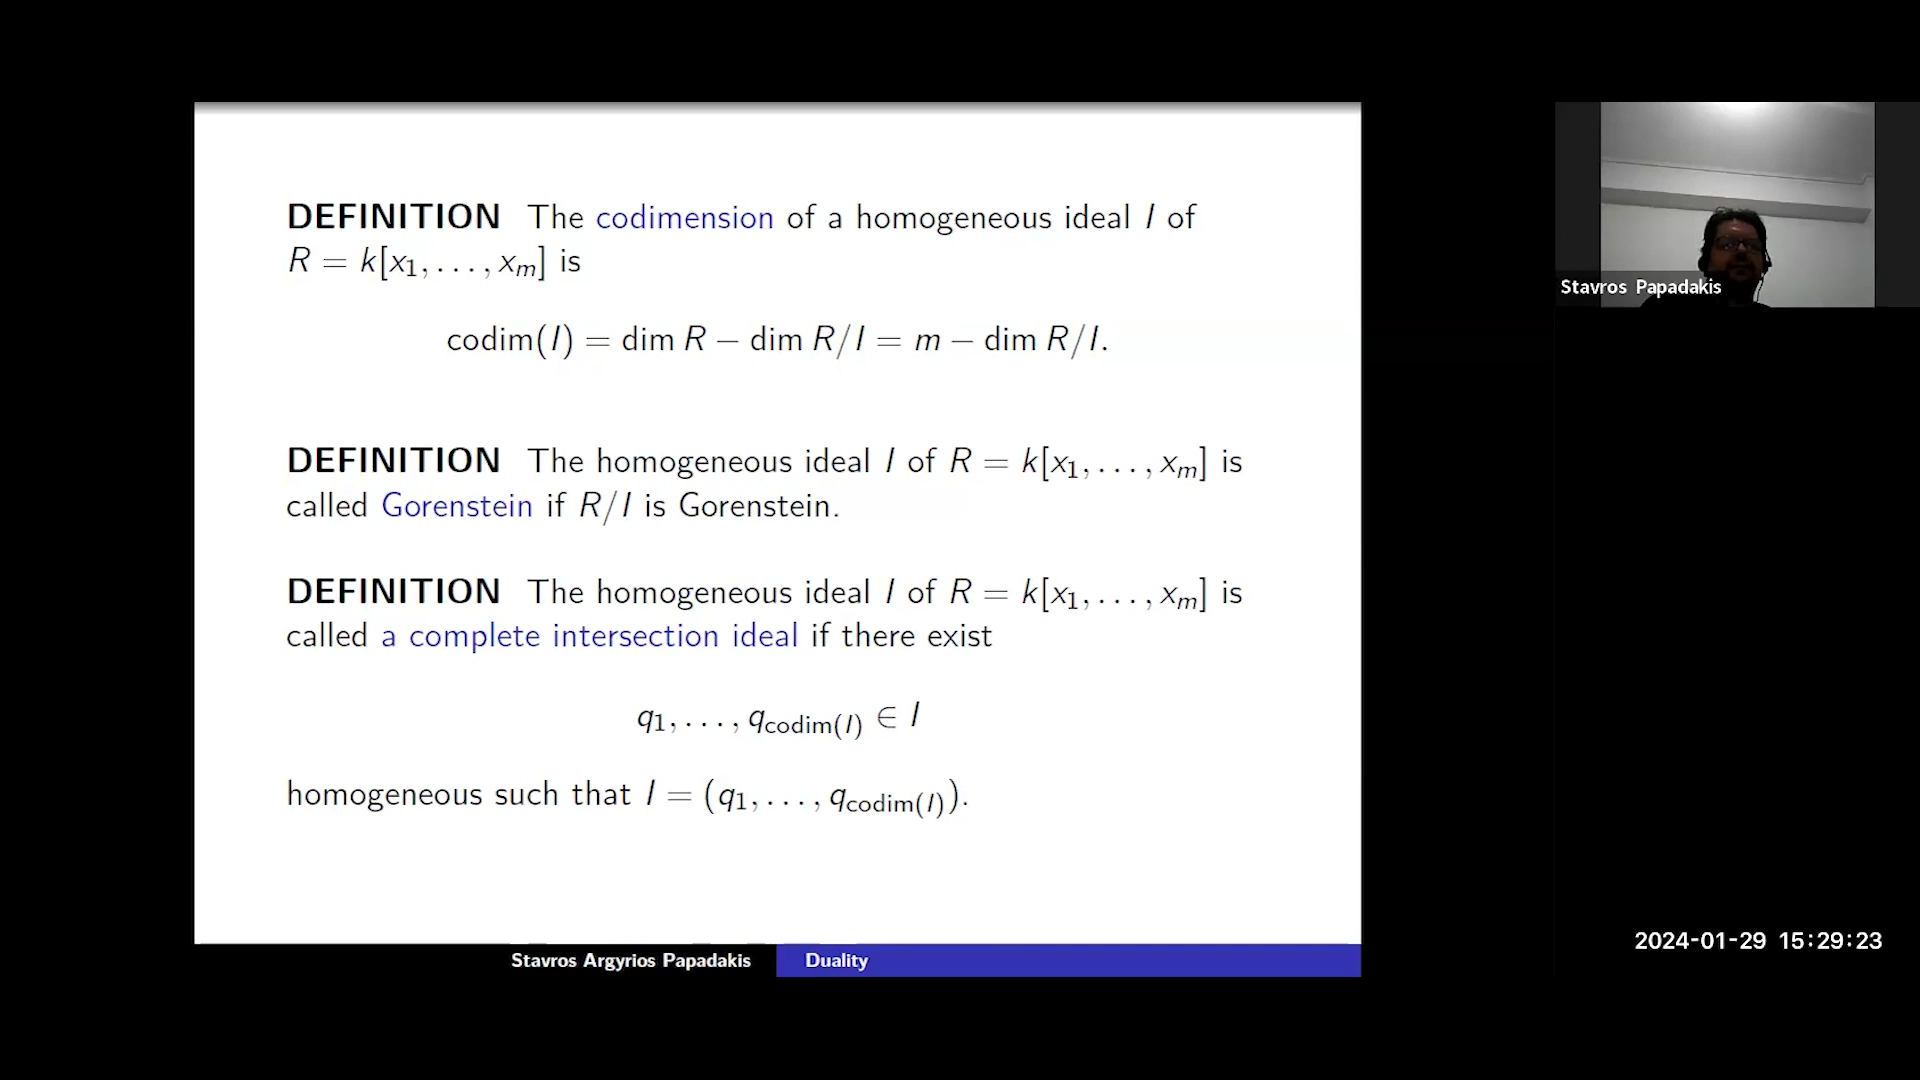 DEFINITION The codimension of a homogeneous ideal I of
R = k[x₁, . . . , xₘ] is
codim(I) = dim R − dim R/I = m − dim R/I.
DEFINITION The homogeneous ideal I of R = k[x₁, . . . , xₘ] is
called Gorenstein if R/I is Gorenstein.
DEFINITION The homogeneous ideal I of R = k[x₁, . . . , xₘ] is
called a complete intersection ideal if there exist
q₁, . . . , q_codim(I) ∈ I
homogeneous such that I = (q₁, . . . , q_codim(I)).
Stavros Argyrios Papadakis Duality
Stavros Papadakis
2024-01-29 15:29:23